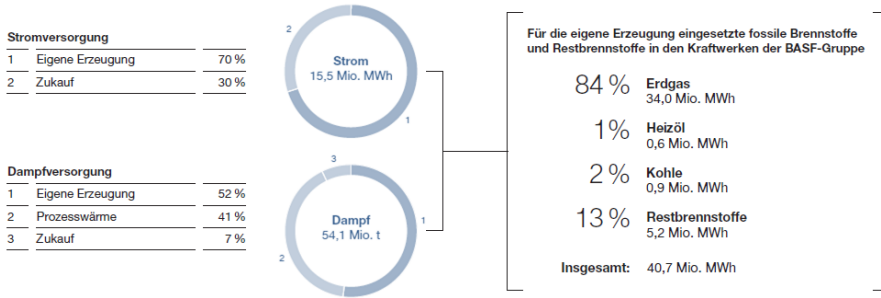 Stromversorgung
1 Eigene Erzeugung 70 %
2 Zukauf 30 %
2
Strom
15,5 Mio. MWh
1
Dampfversorgung
1 Eigene Erzeugung 52 %
2 Prozesswärme 41 %
3 Zukauf 7 %
3
Dampf
54,1 Mio. t
1
2
Für die eigene Erzeugung eingesetzte fossile Brennstoffe
und Restbrennstoffe in den Kraftwerken der BASF-Gruppe
84 % Erdgas
34,0 Mio. MWh
1 % Heizöl
0,6 Mio. MWh
2 % Kohle
0,9 Mio. MWh
13 % Restbrennstoffe
5,2 Mio. MWh
Insgesamt: 40,7 Mio. MWh